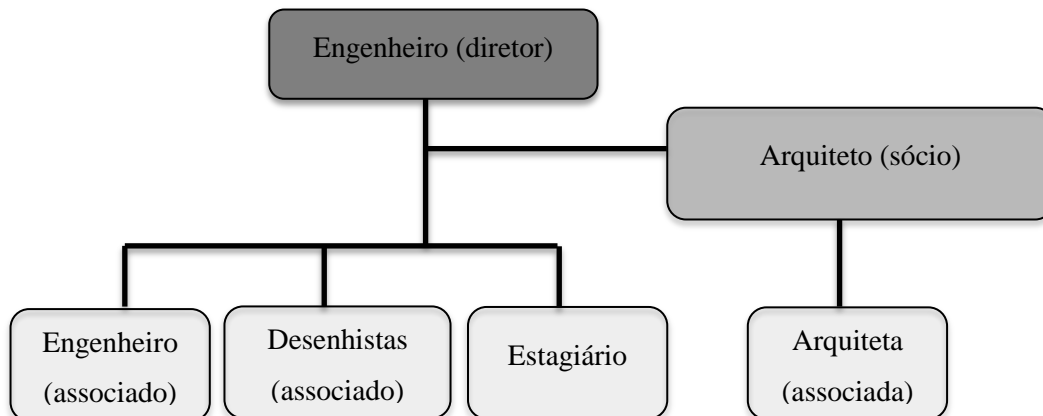 Engenheiro (diretor)
Arquiteto (sócio)
Engenheiro
(associado)
Desenhistas
(associado)
Estagiário
Arquiteta
(associada)